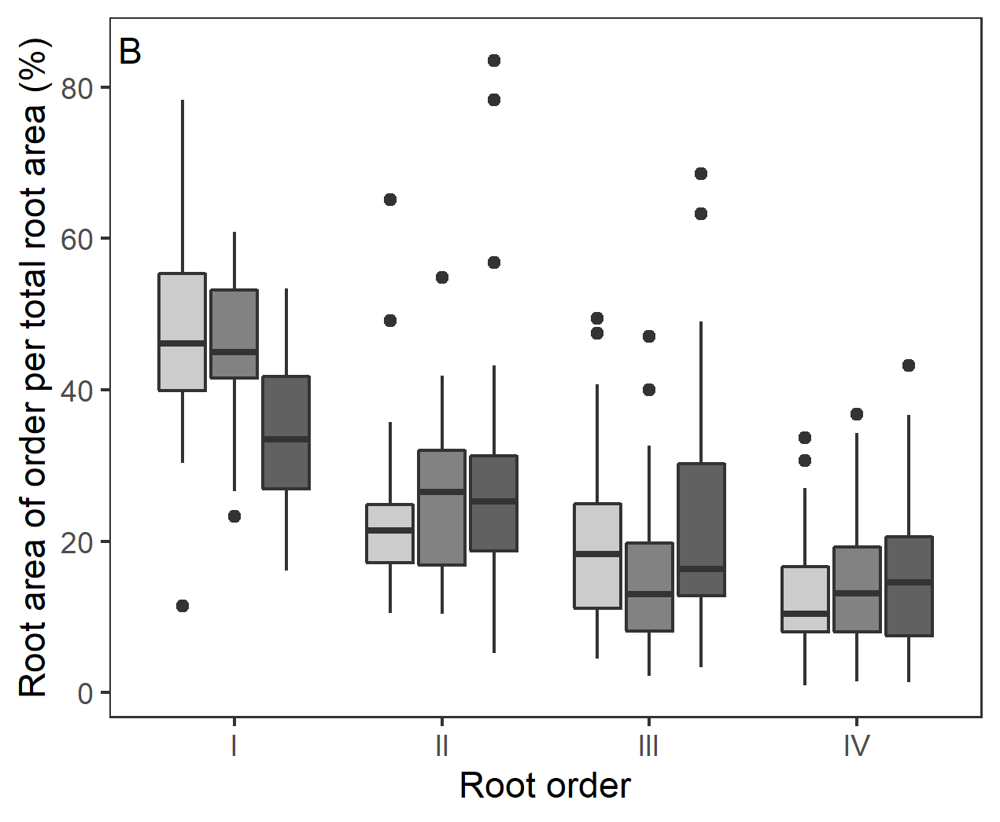 B
Root area of order per total root area (%)
80
60
40
20
0
I
II
III
IV
Root order